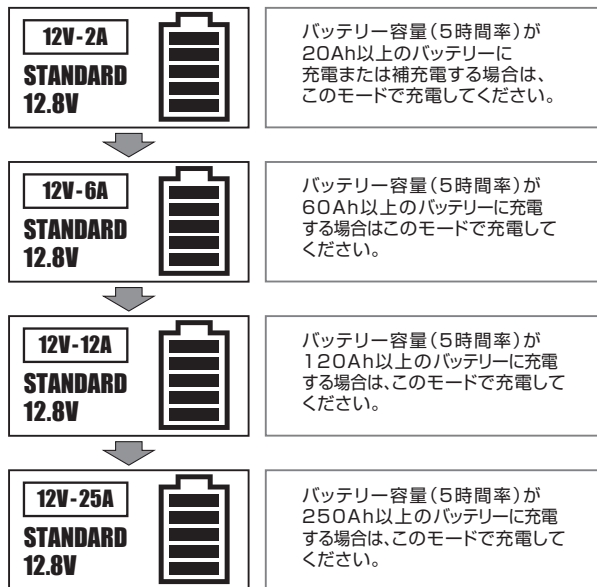 12V-2A
STANDARD
12.8V
バッテリー容量(5時間率)が
20Ah以上のバッテリーに
充電または補充電する場合は、
このモードで充電してください。
12V-6A
STANDARD
12.8V
バッテリー容量(5時間率)が
60Ah以上のバッテリーに充電
する場合はこのモードで充電して
ください。
12V-12A
STANDARD
12.8V
バッテリー容量(5時間率)が
120Ah以上のバッテリーに充電
する場合は、このモードで充電して
ください。
12V-25A
STANDARD
12.8V
バッテリー容量(5時間率)が
250Ah以上のバッテリーに充電
する場合は、このモードで充電して
ください。